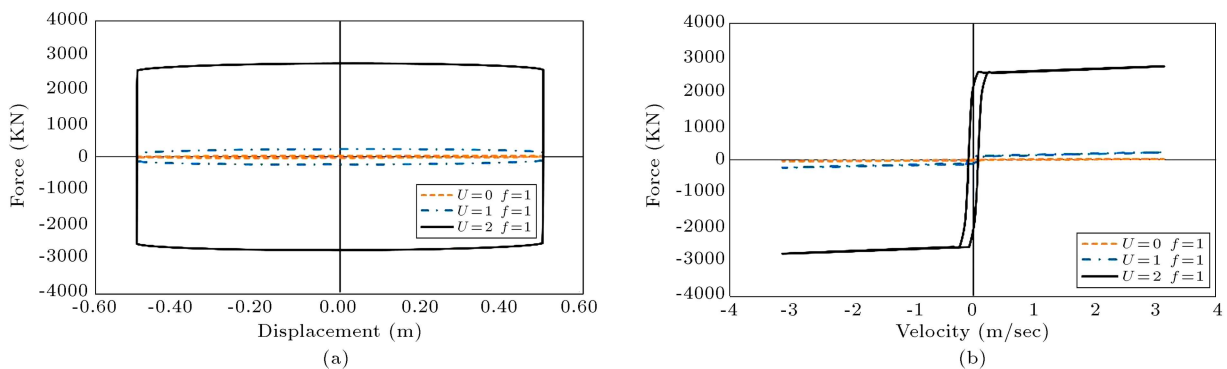 4000
3000
2000
1000
0
-1000
-2000
-3000
-4000
Force (KN)
U=0 f=1
U=1 f=1
U=2 f=1
-0.60 -0.40 -0.20 0.00 0.20 0.40 0.60
Displacement (m)
(a)
4000
3000
2000
1000
0
-1000
-2000
-3000
-4000
Force (KN)
U=0 f=1
U=1 f=1
U=2 f=1
-4 -3 -2 -1 0 1 2 3 4
Velocity (m/sec)
(b)